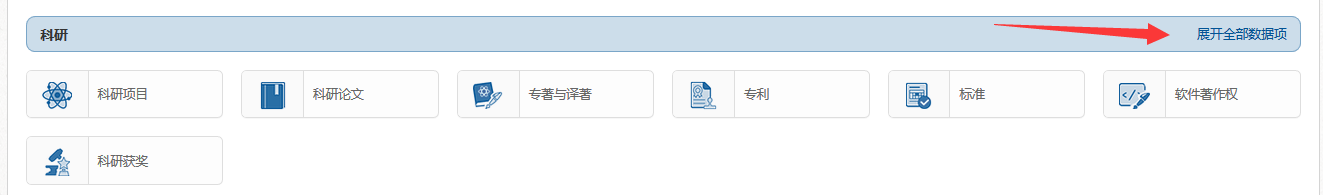 科研
展开全部数据项
科研项目
科研论文
专著与译著
专利
标准
软件著作权
科研获奖